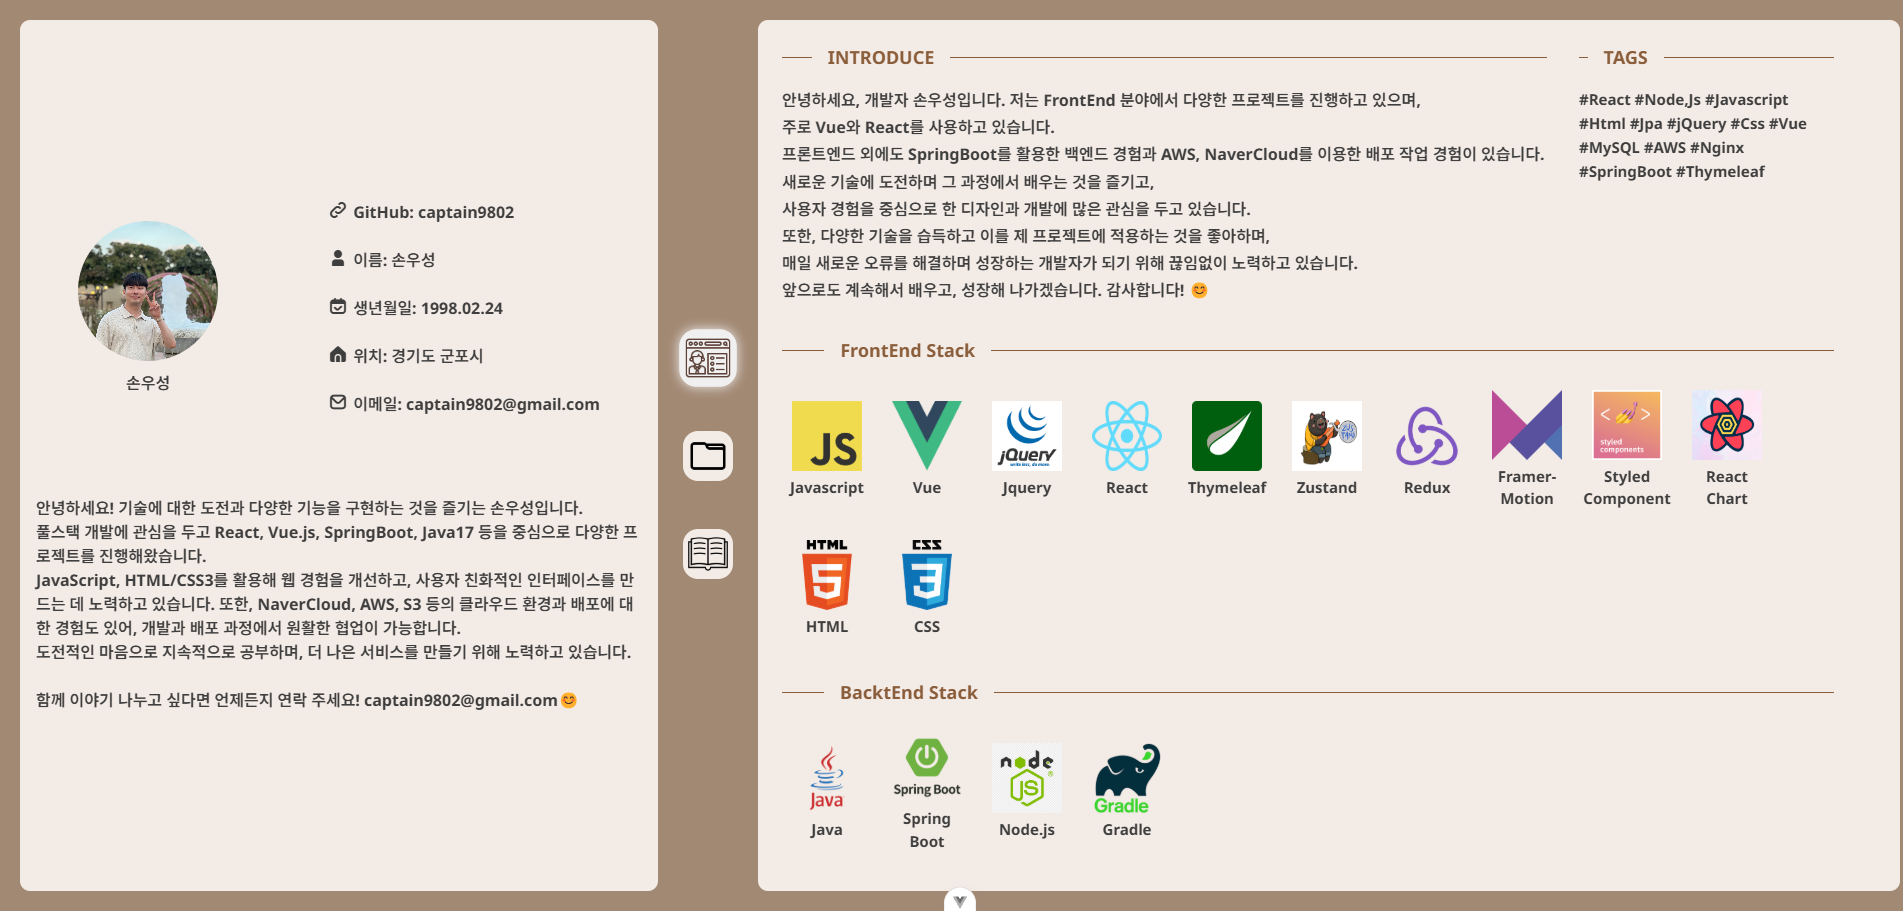 GitHub: captain9802
이름: 손우성
생년월일: 1998.02.24
위치: 경기도 군포시
이메일: captain9802@gmail.com
손우성
안녕하세요! 기술에 대한 도전과 다양한 기능을 구현하는 것을 즐기는 손우성입니다.
풀스택 개발에 관심을 두고 React, Vue.js, SpringBoot, Java17 등을 중심으로 다양한 프
로젝트를 진행해왔습니다.
JavaScript, HTML/CSS3를 활용해 웹 경험을 개선하고, 사용자 친화적인 인터페이스를 만
드는 데 노력하고 있습니다. 또한, NaverCloud, AWS, S3 등의 클라우드 환경과 배포에 대
한 경험도 있어, 개발과 배포 과정에서 원활한 협업이 가능합니다.
도전적인 마음으로 지속적으로 공부하며, 더 나은 서비스를 만들기 위해 노력하고 있습니다.
함께 이야기 나누고 싶다면 언제든지 연락 주세요! captain9802@gmail.com😊
INTRODUCE
안녕하세요, 개발자 손우성입니다. 저는 FrontEnd 분야에서 다양한 프로젝트를 진행하고 있으며,
주로 Vue와 React를 사용하고 있습니다.
프론트엔드 외에도 SpringBoot를 활용한 백엔드 경험과 AWS, NaverCloud를 이용한 배포 작업 경험이 있습니다.
새로운 기술에 도전하며 그 과정에서 배우는 것을 즐기고,
사용자 경험을 중심으로 한 디자인과 개발에 많은 관심을 두고 있습니다.
또한, 다양한 기술을 습득하고 이를 제 프로젝트에 적용하는 것을 좋아하며,
매일 새로운 오류를 해결하며 성장하는 개발자가 되기 위해 끊임없이 노력하고 있습니다.
앞으로도 계속해서 배우고, 성장해 나가겠습니다. 감사합니다! 😊
TAGS
#React #Node,Js #Javascript
#Html #Jpa #jQuery #Css #Vue
#MySQL #AWS #Nginx
#SpringBoot #Thymeleaf
FrontEnd Stack
JS
Javascript
Vue
jQuery
write less, do more.
Jquery
React
Thymeleaf
Zustand
Redux
Framer-
Motion
styled
components
Styled
Component
React
Chart
HTML
5
HTML
CSS
3
CSS
BacktEnd Stack
Java
Java
Spring Boot
Spring
Boot
node
JS
Node.js
Gradle
Gradle